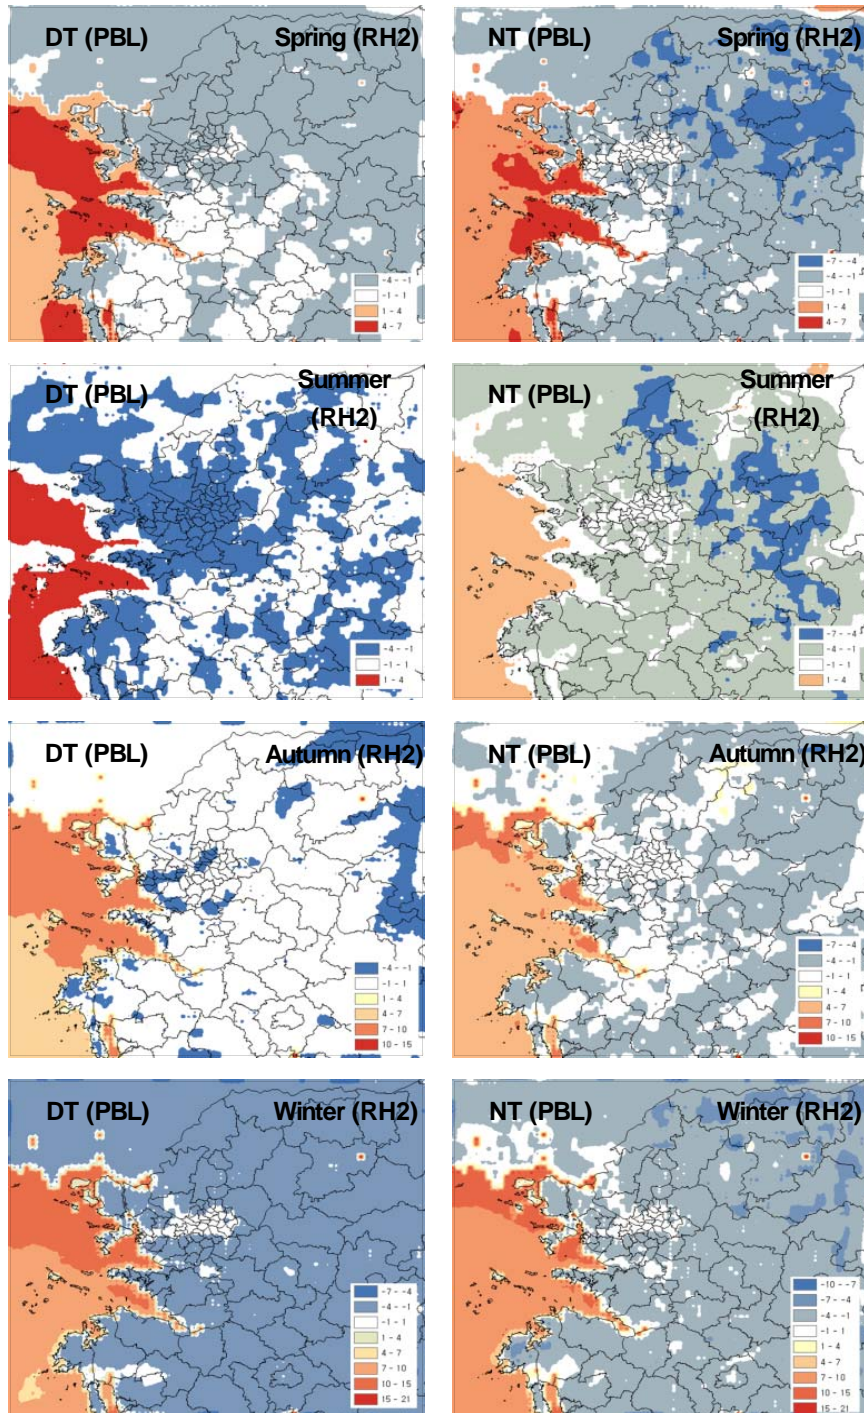 DT (PBL) Spring (RH2)
-4 - -1
-1 - 1
1 - 4
4 - 7
NT (PBL) Spring (RH2)
-7 - -4
-4 - -1
-1 - 1
1 - 4
4 - 7
DT (PBL) Summer
(RH2)
-4 - -1
-1 - 1
1 - 4
NT (PBL) Summer
(RH2)
-7 - -4
-4 - -1
-1 - 1
1 - 4
DT (PBL) Autumn (RH2)
-4 - -1
-1 - 1
1 - 4
4 - 7
7 - 10
10 - 15
NT (PBL) Autumn (RH2)
-7 - -4
-4 - -1
-1 - 1
1 - 4
4 - 7
7 - 10
10 - 15
DT (PBL) Winter (RH2)
-7 - -4
-4 - -1
-1 - 1
1 - 4
4 - 7
7 - 10
10 - 15
15 - 21
NT (PBL) Winter (RH2)
-10 - -7
-7 - -4
-4 - -1
-1 - 1
1 - 4
4 - 7
7 - 10
10 - 15
15 - 21